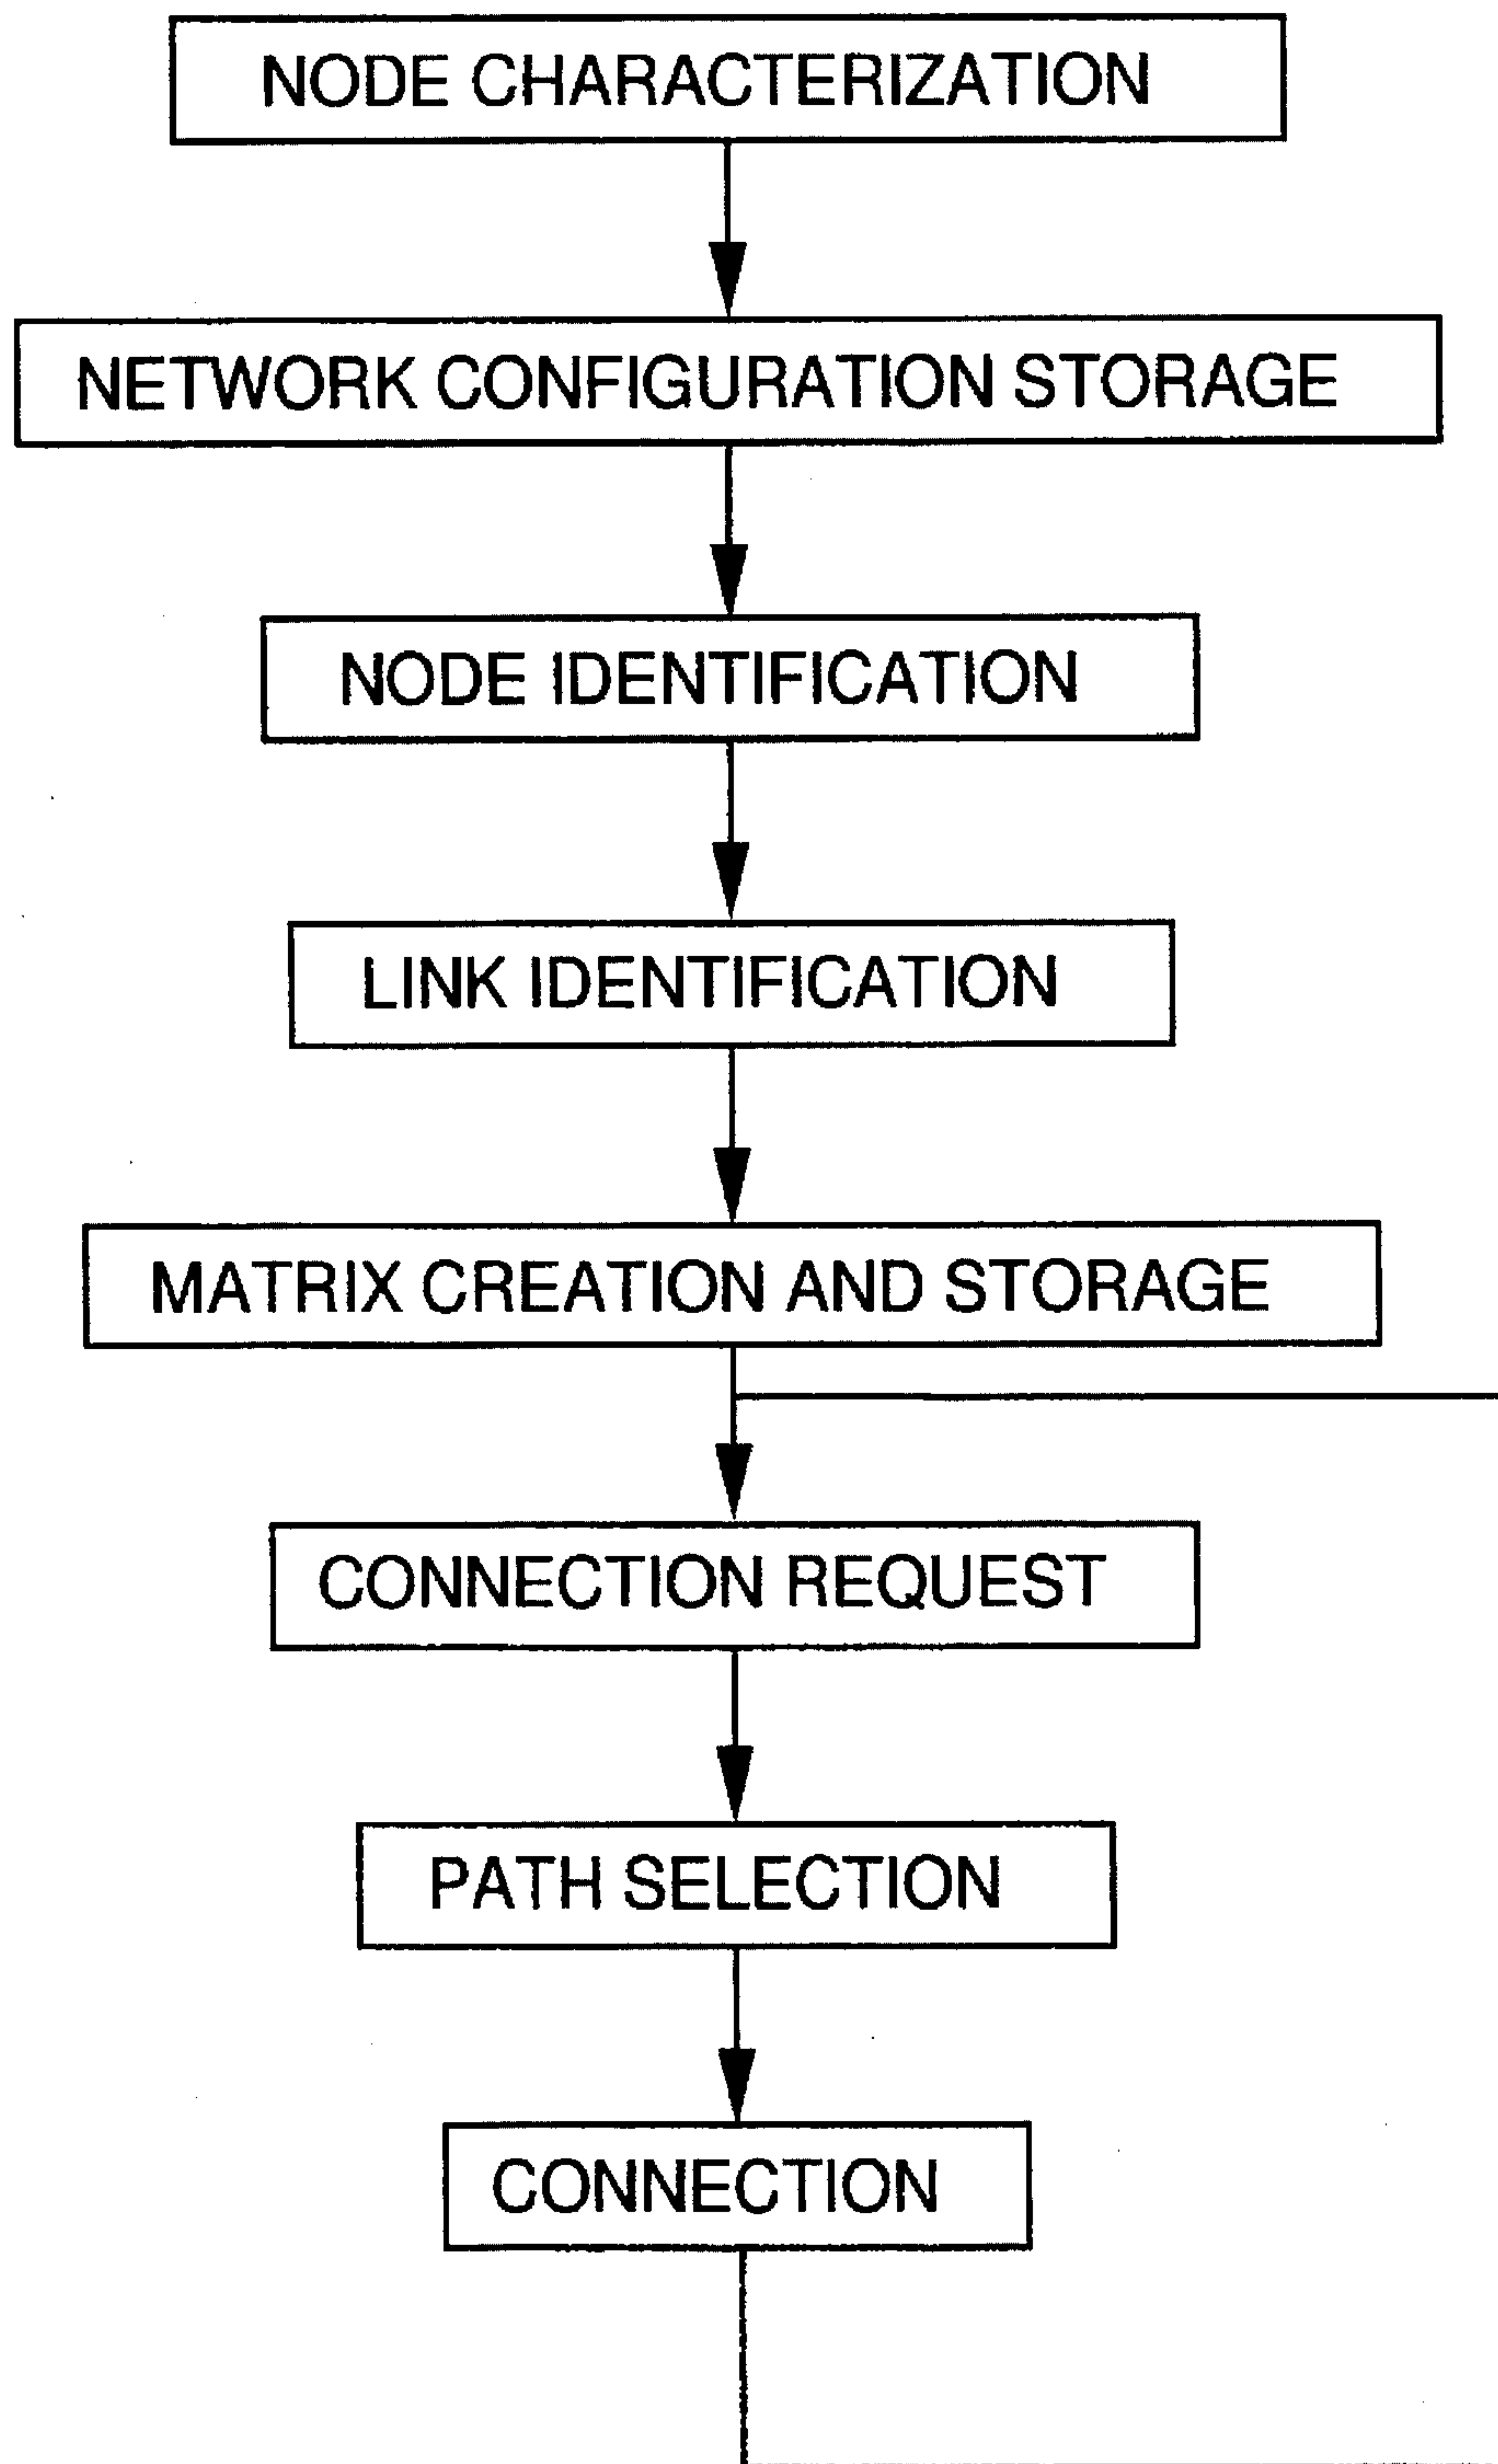 NODE CHARACTERIZATION
NETWORK CONFIGURATION STORAGE
NODE IDENTIFICATION
LINK IDENTIFICATION
MATRIX CREATION AND STORAGE
CONNECTION REQUEST
PATH SELECTION
CONNECTION